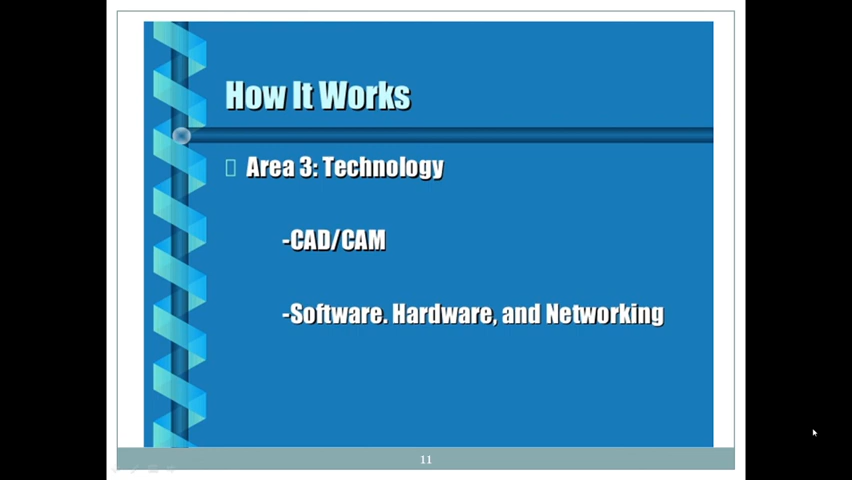 How It Works
Area 3: Technology
-CAD/CAM
-Software. Hardware, and Networking
11